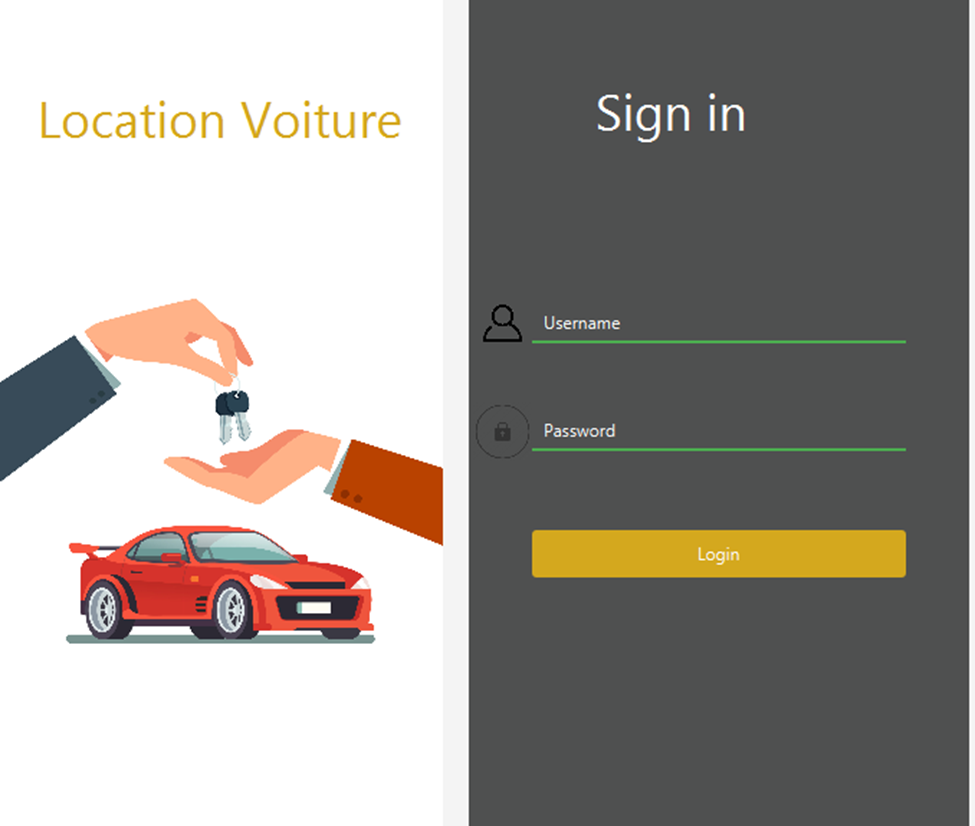 Location Voiture
Sign in
Username
Password
Login